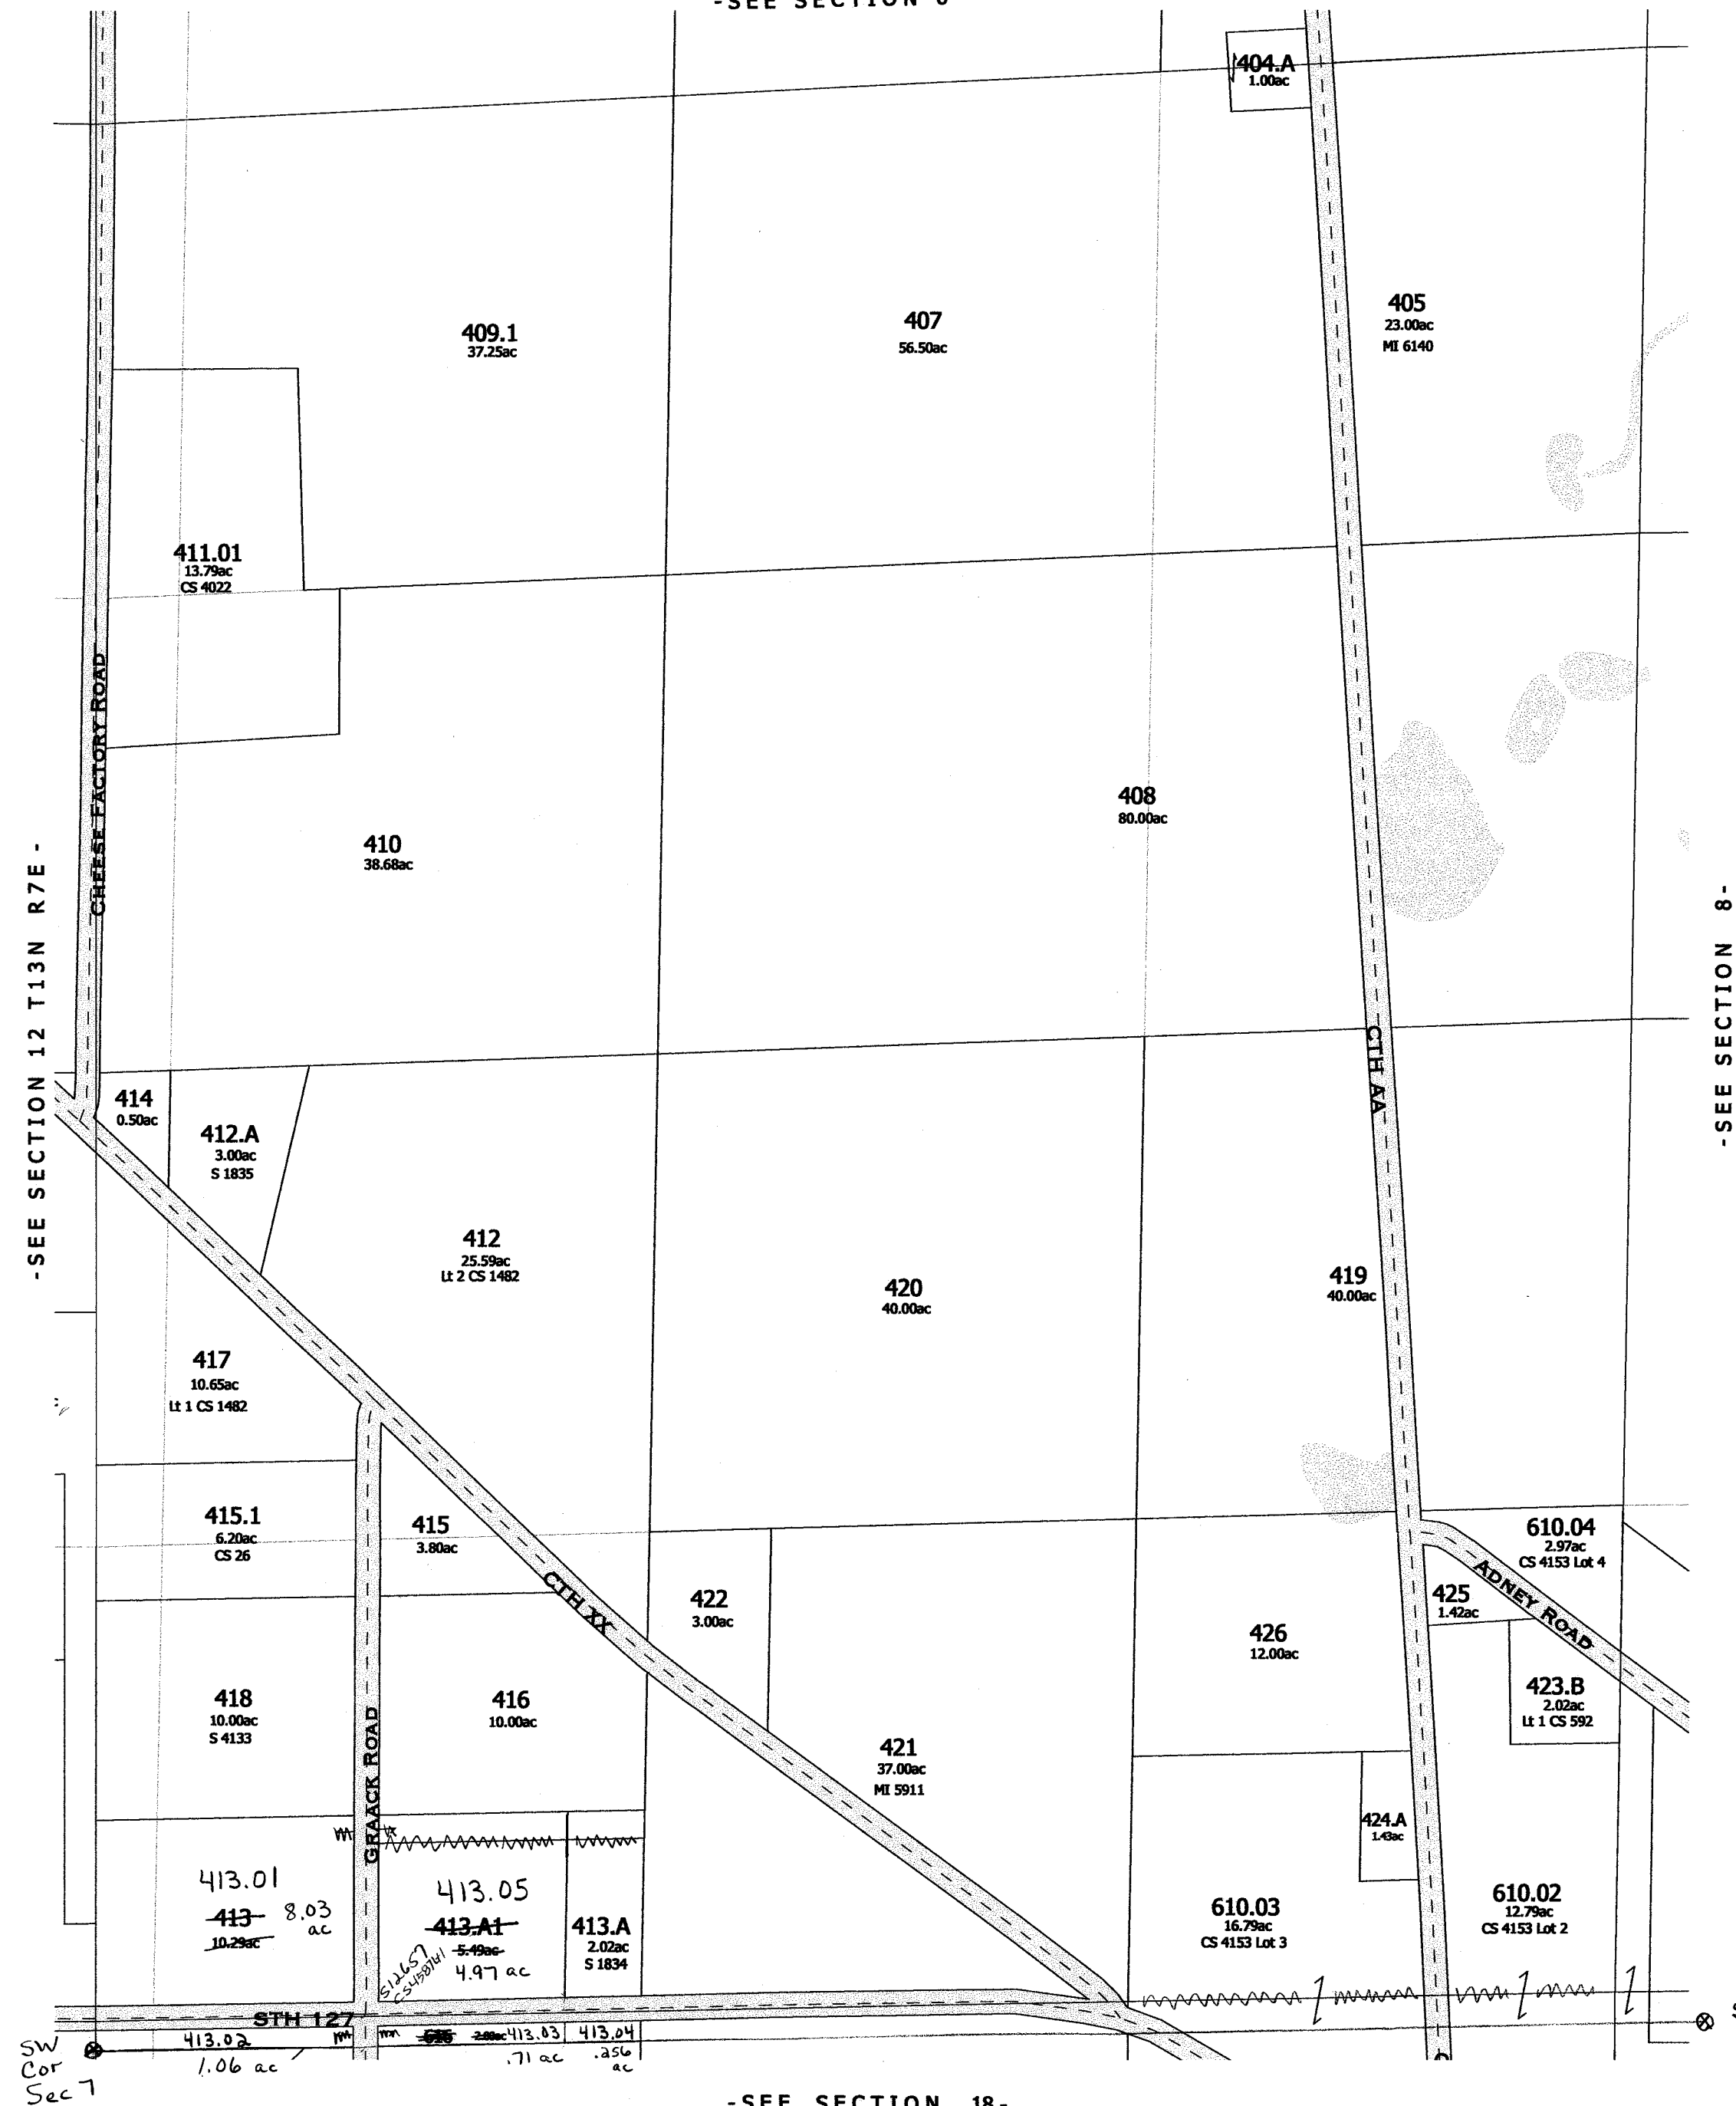 -SEE SECTION 6
404.A
1.00ac
405
23.00ac
MI 6140
407
56.50ac
409.1
37.25ac
411.01
13.79ac
CS 4022
CHEESE FACTORY ROAD
408
80.00ac
410
38.68ac
-SEE SECTION 12 T13N R7E -
-SEE SECTION 8-
CTH AA
414
0.50ac
412.A
3.00ac
S 1835
412
25.59ac
Lt 2 CS 1482
420
40.00ac
419
40.00ac
417
10.65ac
Lt 1 CS 1482
415.1
6.20ac
CS 26
415
3.80ac
CTH XX
422
3.00ac
610.04
2.97ac
CS 4153 Lot 4
ADNEY ROAD
425
1.42ac
426
12.00ac
423.B
2.02ac
Lt 1 CS 592
418
10.00ac
S 4133
GRAACK ROAD
416
10.00ac
421
37.00ac
MI 5911
424.A
1.43ac
413.01
413
8.03
ac
10.29ac
413.05
413.A1
5.49ac
4.97 ac
S12657
413.A
2.02ac
S 1834
610.03
16.79ac
CS 4153 Lot 3
610.02
12.79ac
CS 4153 Lot 2
STH 127
413.02
1.06 ac
2.00ac
413.03
.71 ac
413.04
.256
ac
SW
Cor
Sec 7
-SEE SECTION 18-